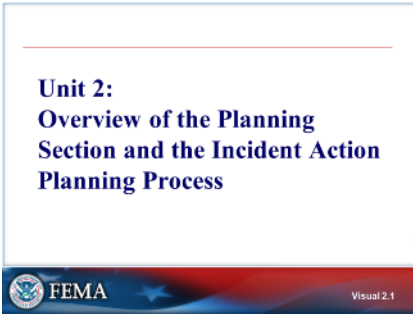 Unit 2:
Overview of the Planning
Section and the Incident Action
Planning Process
FEMA
Visual 2.1